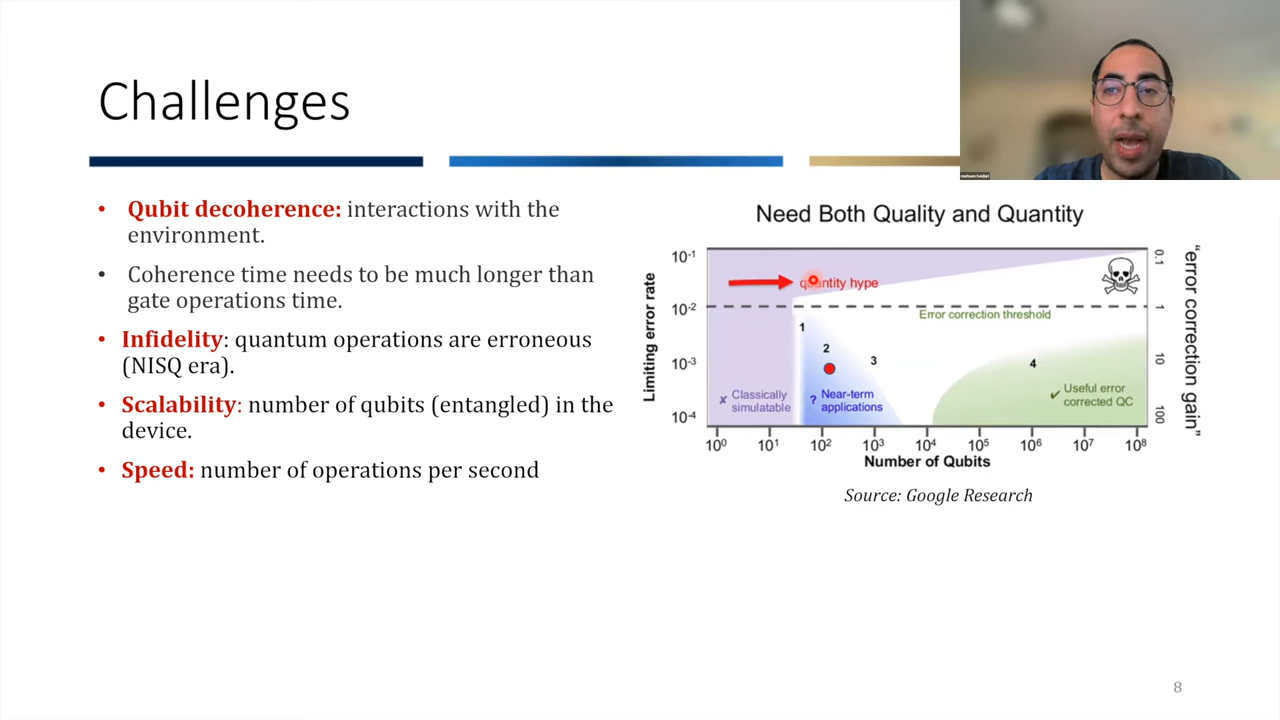 Challenges
• Qubit decoherence: interactions with the
environment.
• Coherence time needs to be much longer than
gate operations time.
• Infidelity: quantum operations are erroneous
(NISQ era).
• Scalability: number of qubits (entangled) in the
device.
• Speed: number of operations per second
Need Both Quality and Quantity
Limiting error rate
10⁻¹
10⁻²
10⁻³
10⁻⁴
quantity hype
Error correction threshold
1
2
3
4
✗ Classically
simulatable
? Near-term
applications
✓ Useful error
corrected QC
0.1
1
10
100
“error correction gain”
10⁰ 10¹ 10² 10³ 10⁴ 10⁵ 10⁶ 10⁷ 10⁸
Number of Qubits
Source: Google Research
8